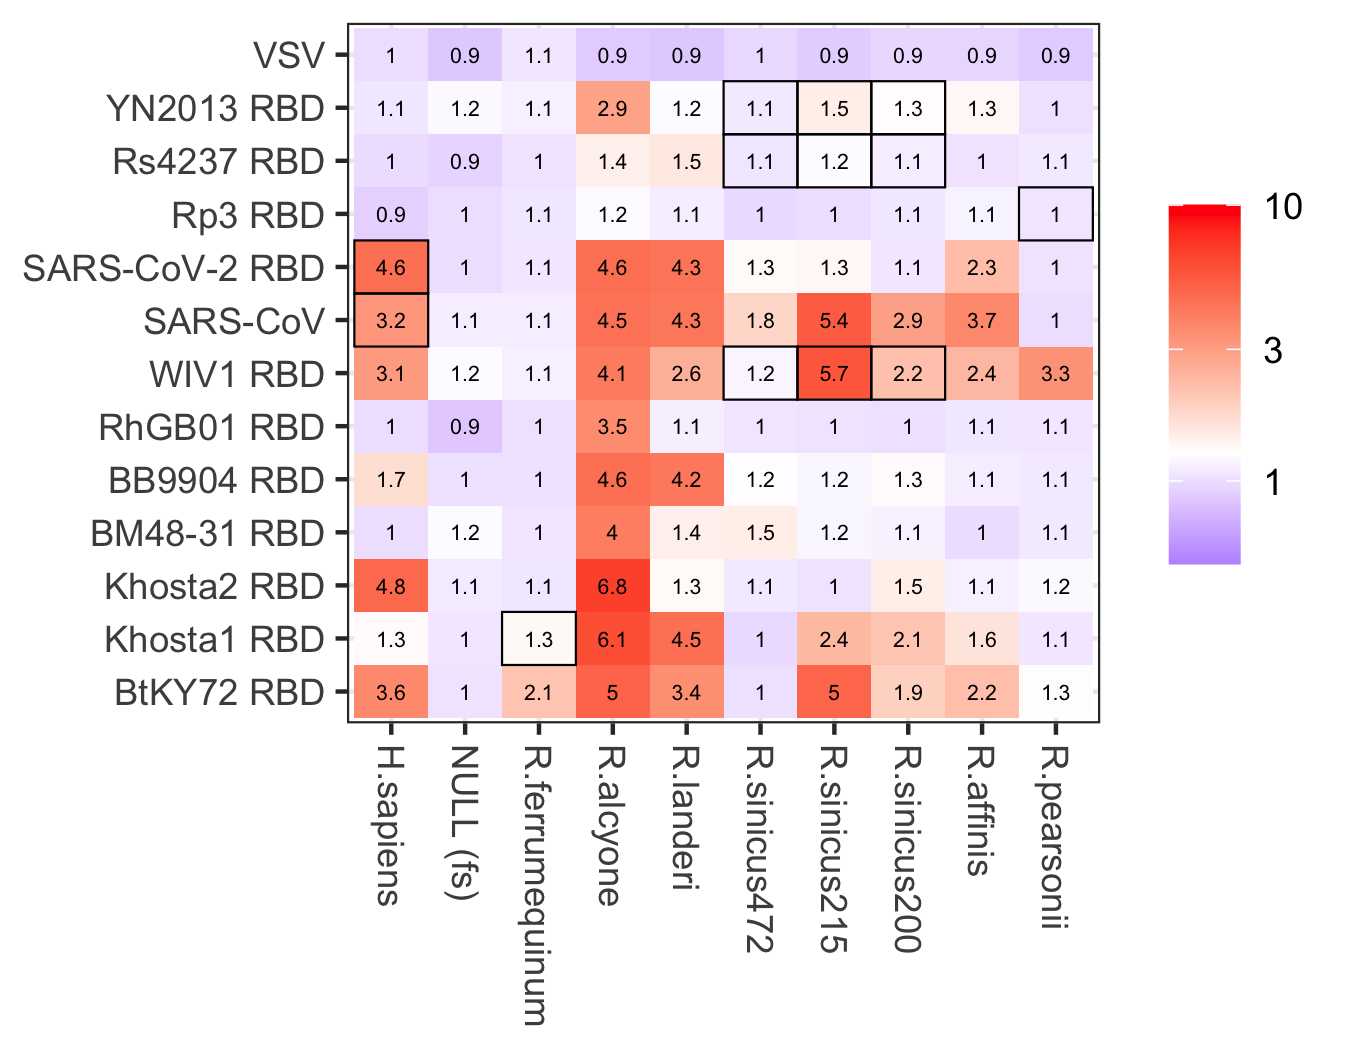 VSV 1 0.9 1.1 0.9 0.9 1 0.9 0.9 0.9 0.9
YN2013 RBD 1.1 1.2 1.1 2.9 1.2 1.1 1.5 1.3 1.3 1
Rs4237 RBD 1 0.9 1 1.4 1.5 1.1 1.2 1.1 1 1.1
Rp3 RBD 0.9 1 1.1 1.2 1.1 1 1 1.1 1.1 1
SARS-CoV-2 RBD 4.6 1 1.1 4.6 4.3 1.3 1.3 1.1 2.3 1
SARS-CoV 3.2 1.1 1.1 4.5 4.3 1.8 5.4 2.9 3.7 1
WIV1 RBD 3.1 1.2 1.1 4.1 2.6 1.2 5.7 2.2 2.4 3.3
RhGB01 RBD 1 0.9 1 3.5 1.1 1 1 1 1.1 1.1
BB9904 RBD 1.7 1 1 4.6 4.2 1.2 1.2 1.3 1.1 1.1
BM48-31 RBD 1 1.2 1 4 1.4 1.5 1.2 1.1 1 1.1
Khosta2 RBD 4.8 1.1 1.1 6.8 1.3 1.1 1 1.5 1.1 1.2
Khosta1 RBD 1.3 1 1.3 6.1 4.5 1 2.4 2.1 1.6 1.1
BtKY72 RBD 3.6 1 2.1 5 3.4 1 5 1.9 2.2 1.3
H.sapiens
NULL (fs)
R.ferrumequinum
R.alcyone
R.landeri
R.sinicus472
R.sinicus215
R.sinicus200
R.affinis
R.pearsonii
10
3
1